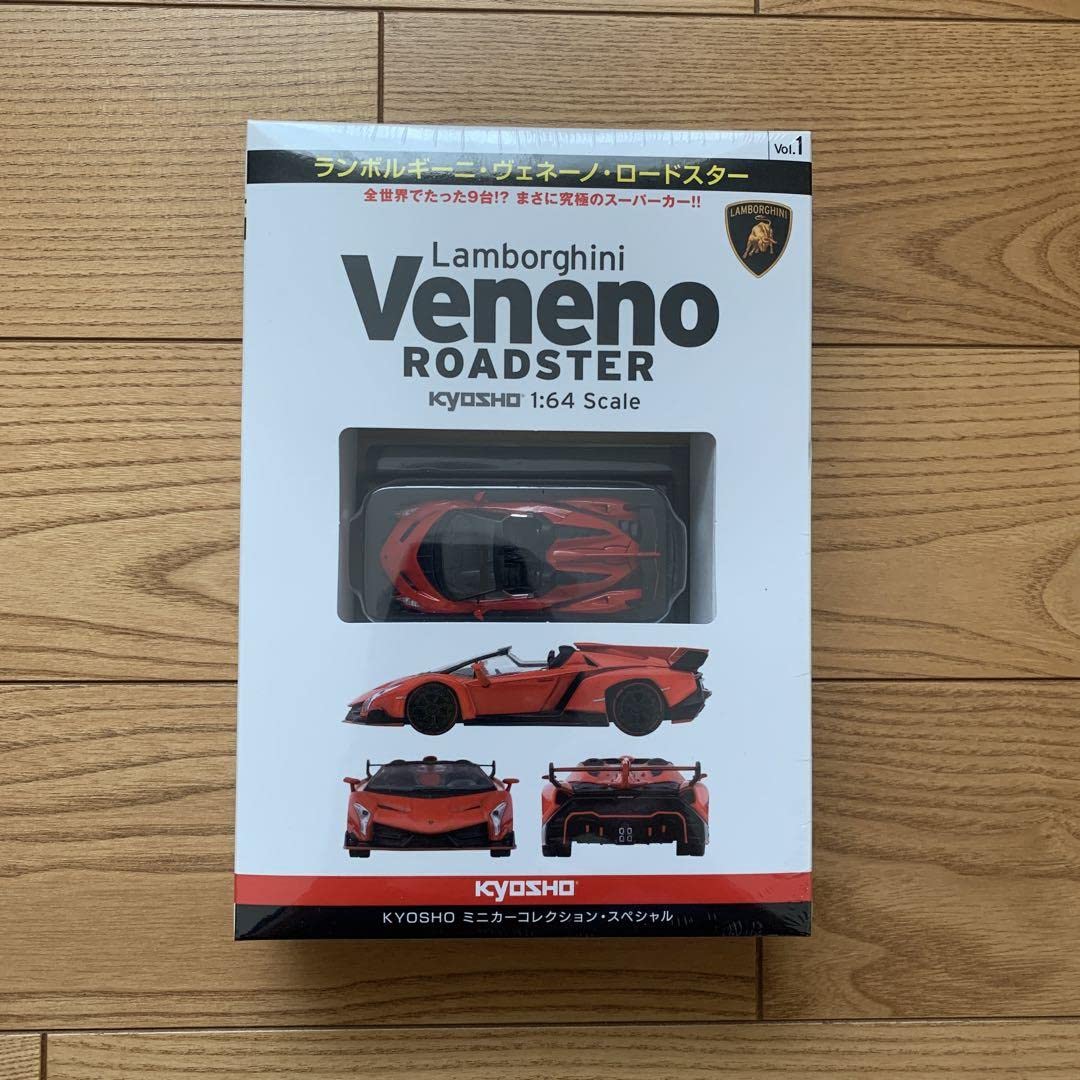 Vol.1
ランボルギーニ・ヴェネーノ・ロードスター
全世界でたった9台!? まさに究極のスーパーカー!!
LAMBORGHINI
Lamborghini
Veneno
ROADSTER
KYOSHO 1:64 Scale
KYOSHO
KYOSHO ミニカーコレクション・スペシャル